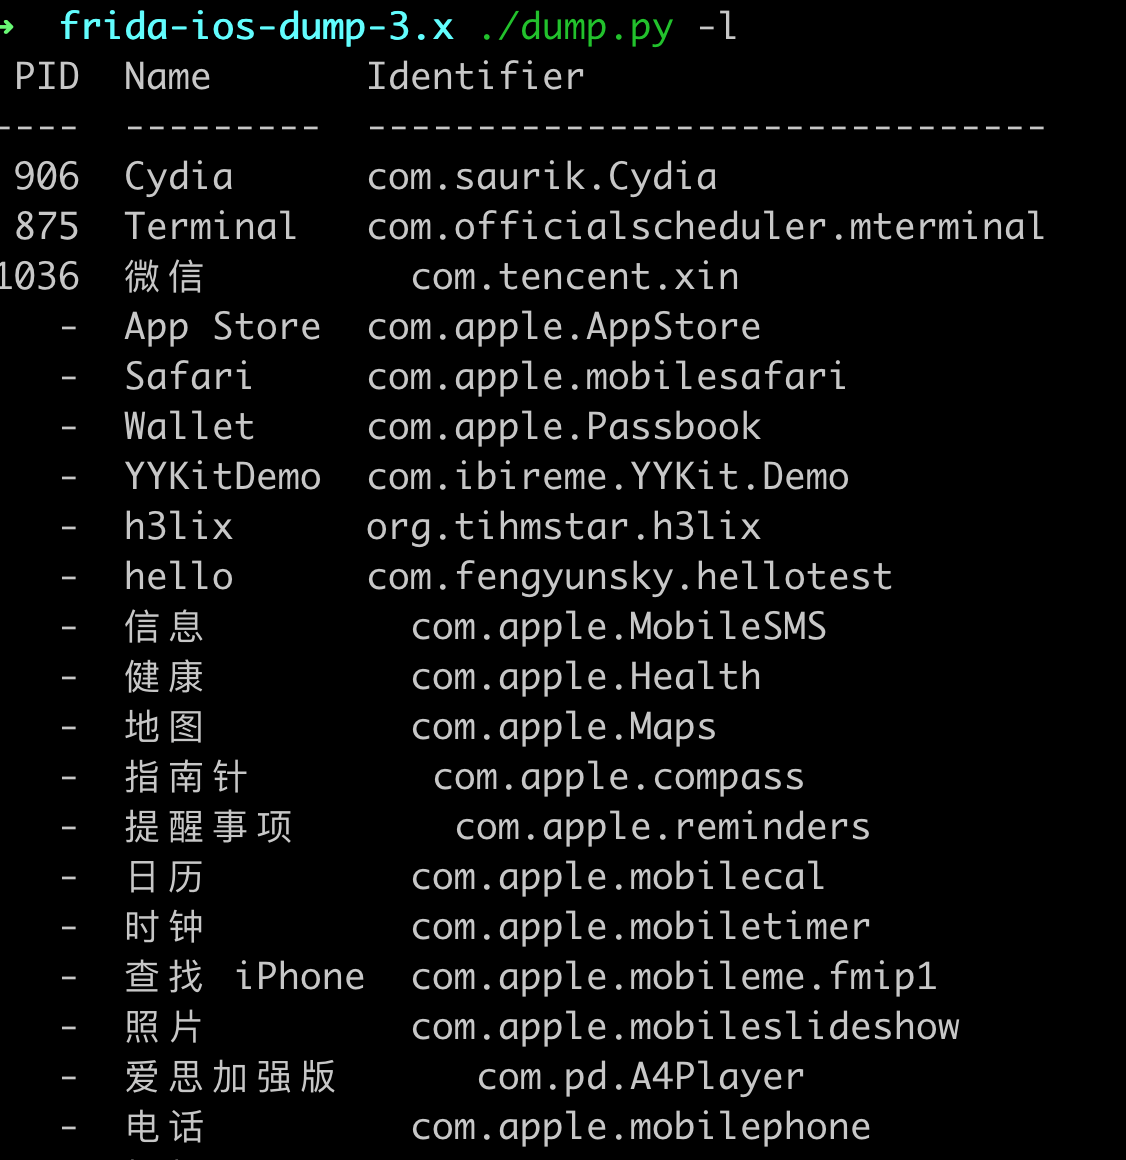 ➜ frida-ios-dump-3.x ./dump.py -l
PID  Name       Identifier
----  ---------  -------------------------------
906  Cydia      com.saurik.Cydia
875  Terminal   com.officialscheduler.mterminal
1036  微信         com.tencent.xin
-  App Store  com.apple.AppStore
-  Safari     com.apple.mobilesafari
-  Wallet     com.apple.Passbook
-  YYKitDemo  com.ibireme.YYKit.Demo
-  h3lix      org.tihmstar.h3lix
-  hello      com.fengyunsky.hellotest
-  信息         com.apple.MobileSMS
-  健康         com.apple.Health
-  地图         com.apple.Maps
-  指南针        com.apple.compass
-  提醒事项       com.apple.reminders
-  日历         com.apple.mobilecal
-  时钟         com.apple.mobiletimer
-  查找 iPhone  com.apple.mobileme.fmip1
-  照片         com.apple.mobileslideshow
-  爱思加强版      com.pd.A4Player
-  电话         com.apple.mobilephone